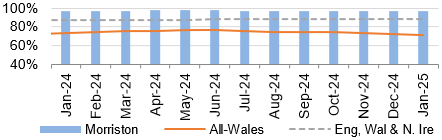 100%
80%
60%
40%
Jan-24 Feb-24 Mar-24 Apr-24 May-24 Jun-24 Jul-24 Aug-24 Sep-24 Oct-24 Nov-24 Dec-24 Jan-25
Morriston All-Wales Eng, Wal & N. Ire